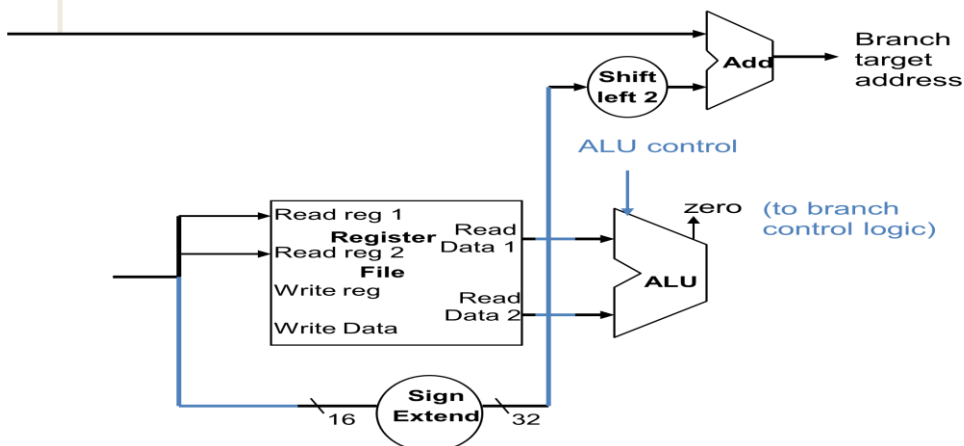 Branch
target
address
Add
Shift
left 2
ALU control
zero
(to branch
control logic)
Read reg 1
Register
Read
Data 1
Read reg 2
File
ALU
Write reg
Read
Data 2
Write Data
Sign
Extend
16
32